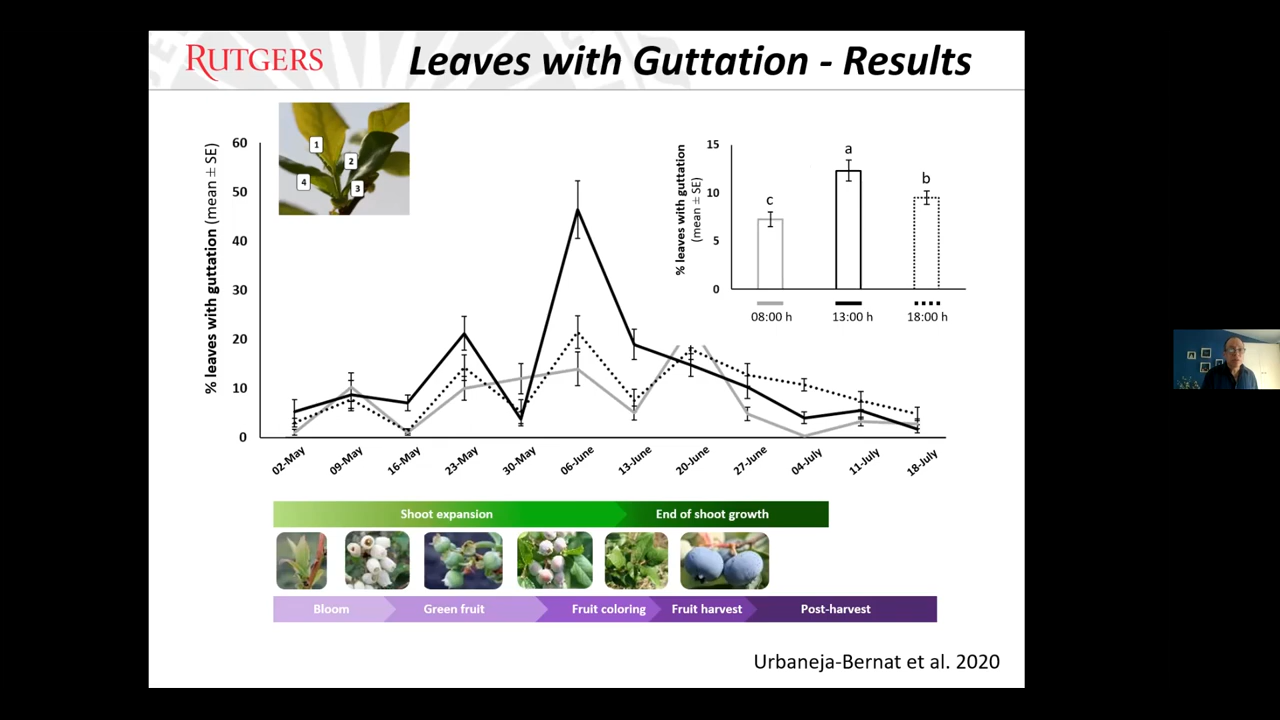 RUTGERS
Leaves with Guttation - Results
1
2
3
4
% leaves with guttation (mean ± SE)
60
50
40
30
20
10
0
02-May
09-May
16-May
23-May
30-May
06-June
13-June
20-June
27-June
04-July
11-July
18-July
% leaves with guttation
(mean ± SE)
15
10
5
0
c
a
b
08:00 h
13:00 h
18:00 h
Shoot expansion
End of shoot growth
Bloom
Green fruit
Fruit coloring
Fruit harvest
Post-harvest
Urbaneja-Bernat et al. 2020